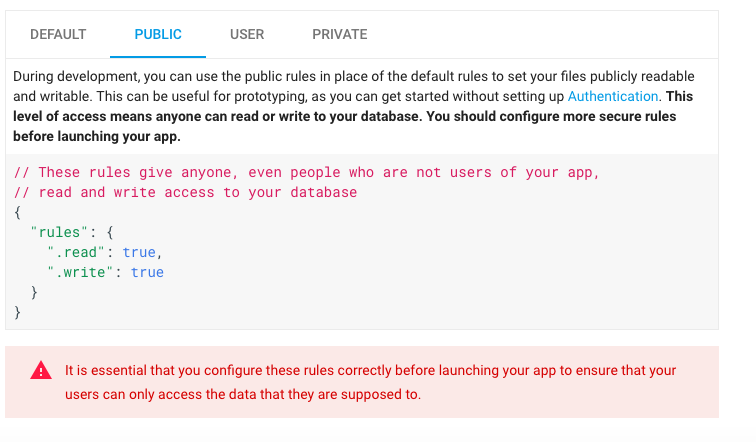 DEFAULT PUBLIC USER PRIVATE
During development, you can use the public rules in place of the default rules to set your files publicly readable
and writable. This can be useful for prototyping, as you can get started without setting up Authentication. This
level of access means anyone can read or write to your database. You should configure more secure rules
before launching your app.
// These rules give anyone, even people who are not users of your app,
// read and write access to your database
{
  "rules": {
    ".read": true,
    ".write": true
  }
}
It is essential that you configure these rules correctly before launching your app to ensure that your
users can only access the data that they are supposed to.